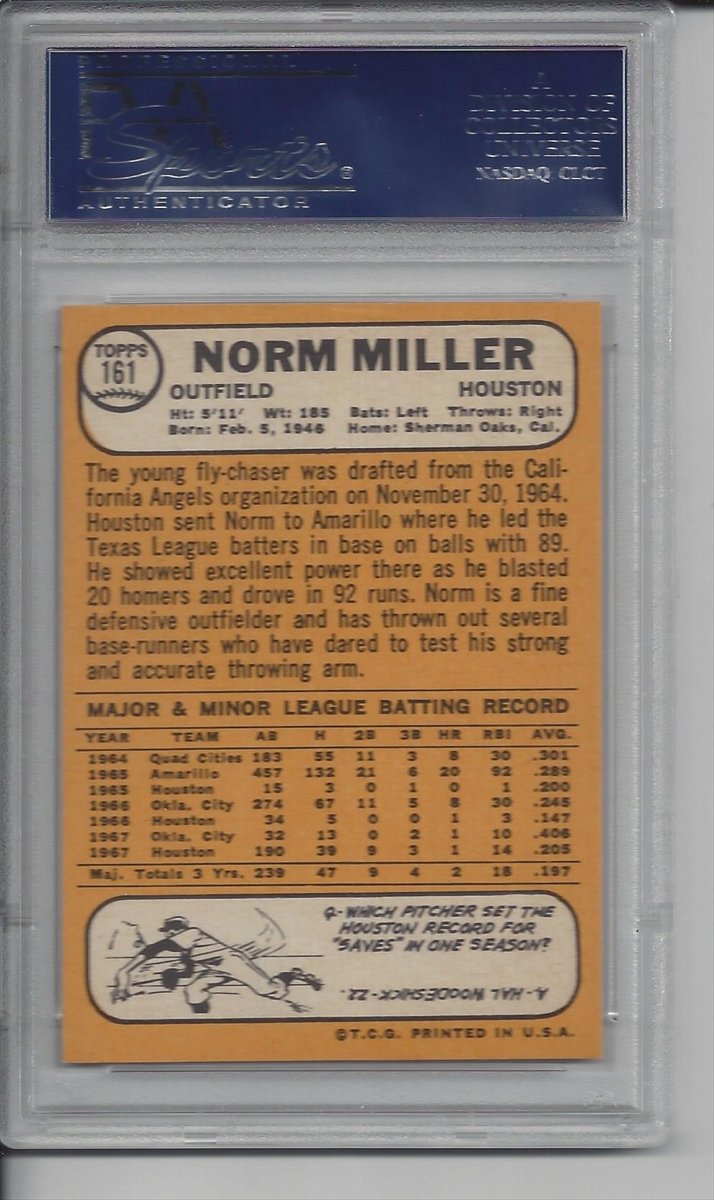 PROFESSIONAL
PSA
Sports®
AUTHENTICATOR
A
DIVISION OF
COLLECTORS
UNIVERSE
NASDAQ: CLCT
TOPPS
161
NORM MILLER
OUTFIELD HOUSTON
Ht: 5'11' Wt: 185 Bats: Left Throws: Right
Born: Feb. 5, 1946 Home: Sherman Oaks, Cal.
The young fly-chaser was drafted from the Cali-
fornia Angels organization on November 30, 1964.
Houston sent Norm to Amarillo where he led the
Texas League batters in base on balls with 89.
He showed excellent power there as he blasted
20 homers and drove in 92 runs. Norm is a fine
defensive outfielder and has thrown out several
base-runners who have dared to test his strong
and accurate throwing arm.
MAJOR & MINOR LEAGUE BATTING RECORD
YEAR TEAM AB H 2B 3B HR RBI AVG.
1964 Quad Cities 183 55 11 3 8 30 .301
1965 Amarillo 457 132 21 6 20 92 .289
1965 Houston 15 3 0 1 0 1 .200
1966 Okla. City 274 67 11 5 8 30 .245
1966 Houston 34 5 0 0 1 3 .147
1967 Okla. City 32 13 0 2 1 10 .406
1967 Houston 190 39 9 3 1 14 .205
Maj. Totals 3 Yrs. 239 47 9 4 2 18 .197
Q-WHICH PITCHER SET THE
HOUSTON RECORD FOR
"SAVES" IN ONE SEASON?
A-HAL WOODESHICK-22.
©T.C.G. PRINTED IN U.S.A.